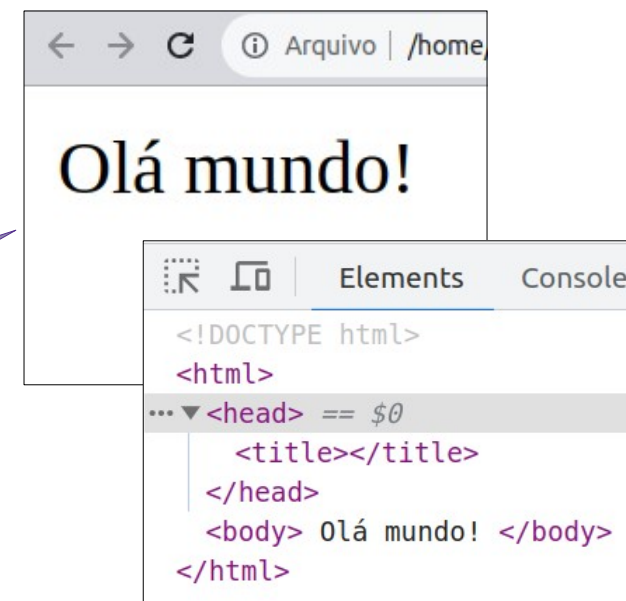 Arquivo | /home/
Olá mundo!
Elements Console
<!DOCTYPE html>
<html>
••• ▼ <head> == $0
<title></title>
</head>
<body> Olá mundo! </body>
</html>